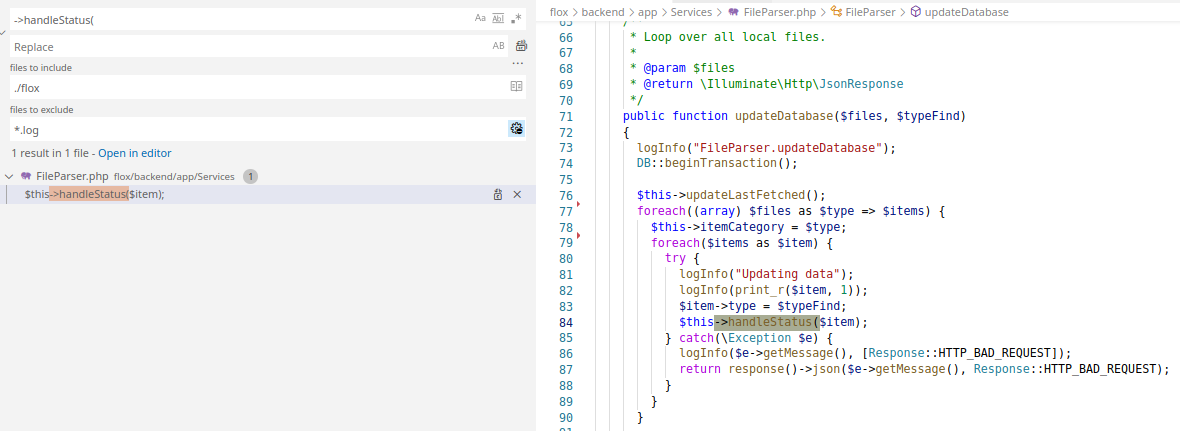 ->handleStatus(
Aa Abl .*
Replace
AB
files to include
...
./flox
files to exclude
*.log
1 result in 1 file - Open in editor
FileParser.php flox/backend/app/Services 1
$this->handleStatus($item);
flox > backend > app > Services > FileParser.php > FileParser > updateDatabase
65 /**
66 * Loop over all local files.
67 *
68 * @param $files
69 * @return \Illuminate\Http\JsonResponse
70 */
71 public function updateDatabase($files, $typeFind)
72 {
73 logInfo("FileParser.updateDatabase");
74 DB::beginTransaction();
75
76 $this->updateLastFetched();
77 foreach((array) $files as $type => $items) {
78 $this->itemCategory = $type;
79 foreach($items as $item) {
80 try {
81 logInfo("Updating data");
82 logInfo(print_r($item, 1));
83 $item->type = $typeFind;
84 $this->handleStatus($item);
85 } catch(\Exception $e) {
86 logInfo($e->getMessage(), [Response::HTTP_BAD_REQUEST]);
87 return response()->json($e->getMessage(), Response::HTTP_BAD_REQUEST);
88 }
89 }
90 }